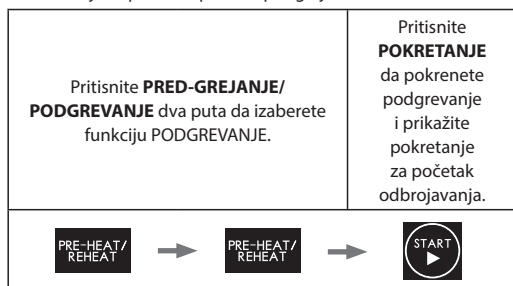 Pritisnite PRED-GREJANJE/
PODGREVANJE dva puta da izaberete
funkciju PODGREVANJE.
Pritisnite
POKRETANJE
da pokrenete
podgrevanje
i prikažite
pokretanje
za početak
odbrojavanja.
PRE-HEAT/
REHEAT
PRE-HEAT/
REHEAT
START